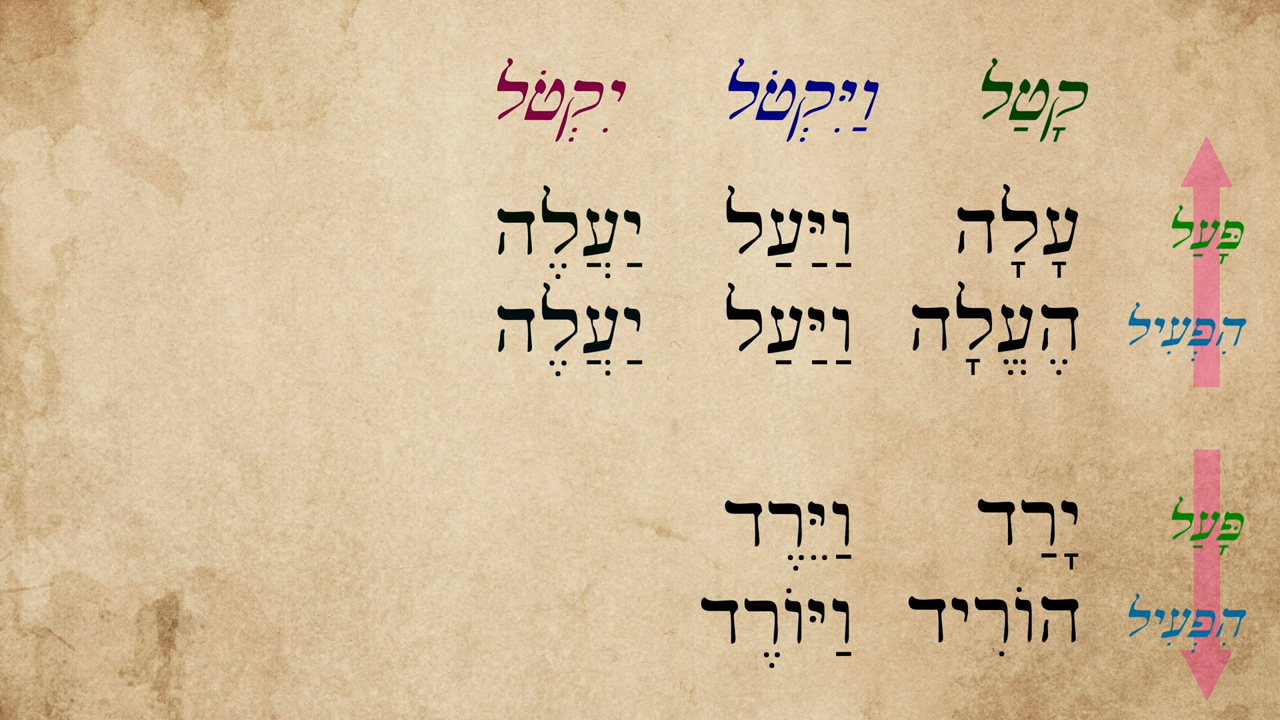 קָטַל וַיִּקְטֹל יִקְטֹל
פָּעַל עָלָה וַיַּעַל יַעֲלֶה
הִפְעִיל הֶעֱלָה וַיַּעַל יַעֲלֶה
פָּעַל יָרַד וַיֵּרֶד
הִפְעִיל הוֹרִיד וַיּוֹרֶד